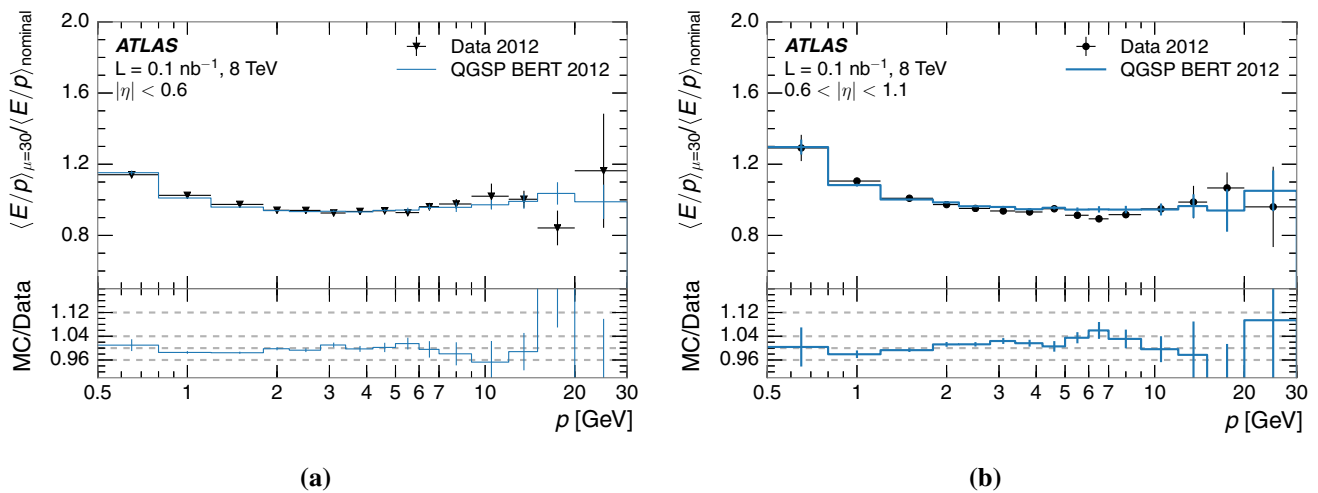 ⟨E/p⟩μ=30/⟨E/p⟩nominal
2.0
1.6
1.2
0.8
ATLAS
L = 0.1 nb−1, 8 TeV
|η| < 0.6
Data 2012
QGSP BERT 2012
MC/Data
1.12
1.04
0.96
0.5 1 2 3 4 5 6 7 10 20 30
p [GeV]
(a)
⟨E/p⟩μ=30/⟨E/p⟩nominal
2.0
1.6
1.2
0.8
ATLAS
L = 0.1 nb−1, 8 TeV
0.6 < |η| < 1.1
Data 2012
QGSP BERT 2012
MC/Data
1.12
1.04
0.96
0.5 1 2 3 4 5 6 7 10 20 30
p [GeV]
(b)